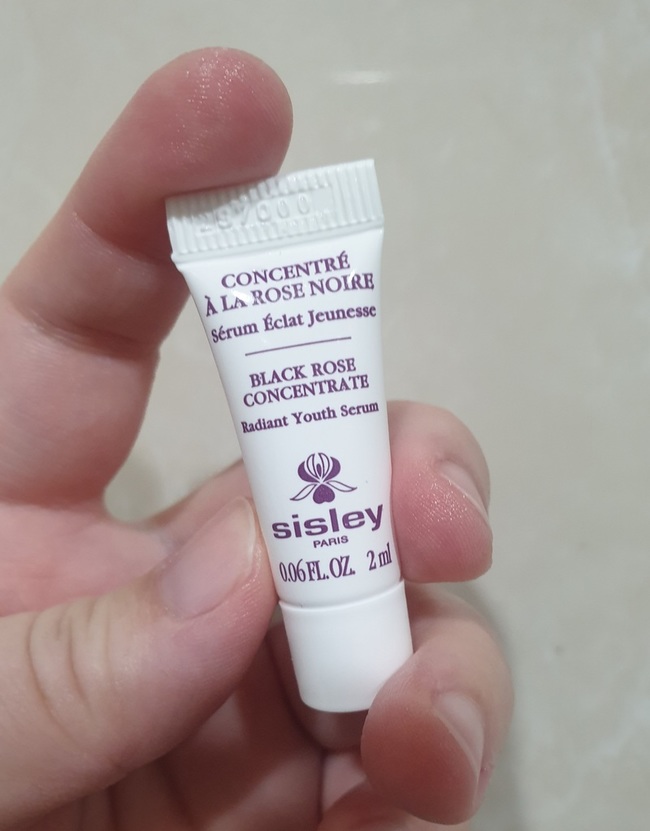 CONCENTRÉ
À LA ROSE NOIRE
Sérum Éclat Jeunesse
BLACK ROSE
CONCENTRATE
Radiant Youth Serum
sisley
PARIS
0.06 FL. OZ. 2 ml